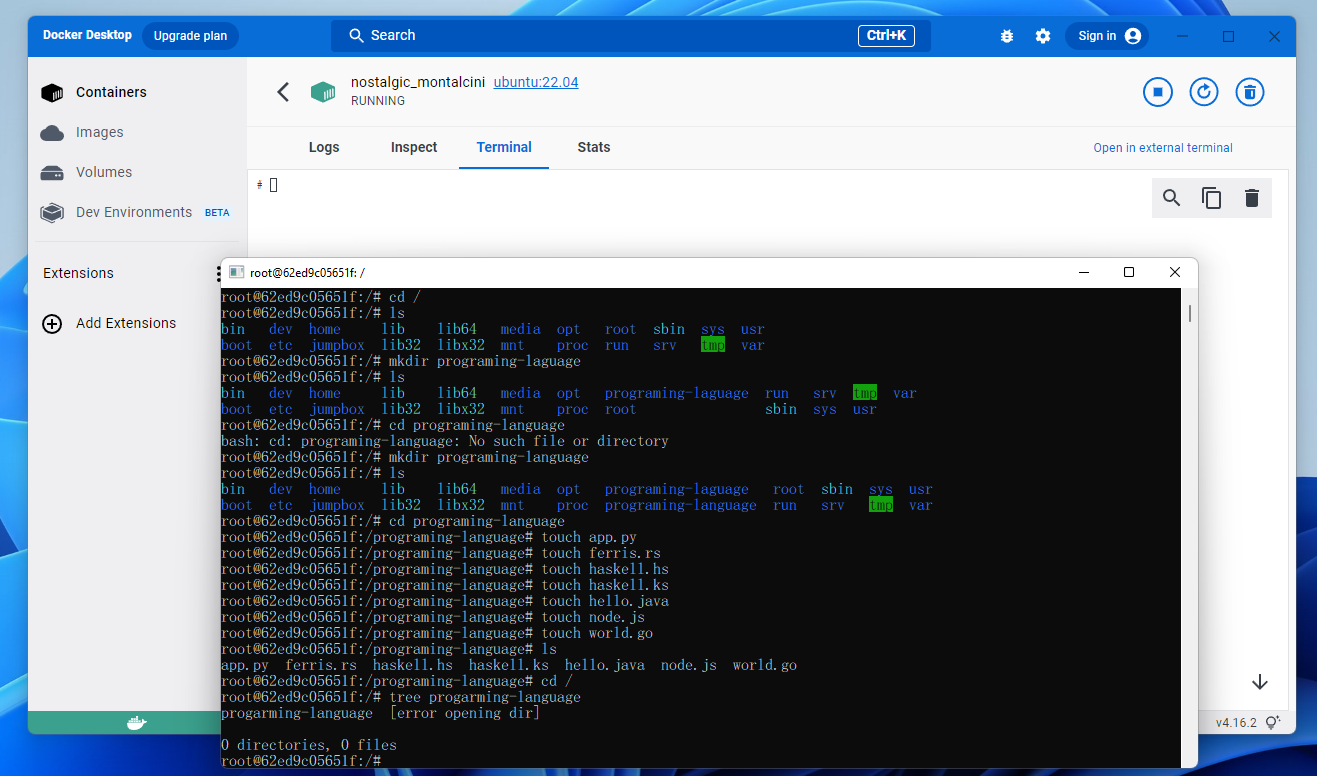 Docker Desktop Upgrade plan Search Ctrl+K Sign in
Containers
Images
Volumes
Dev Environments BETA
Extensions
Add Extensions
nostalgic_montalcini ubuntu:22.04
RUNNING
Logs Inspect Terminal Stats Open in external terminal
#
root@62ed9c05651f: /
root@62ed9c05651f:/# cd /
root@62ed9c05651f:/# ls
bin dev home lib lib64 media opt root sbin sys usr
boot etc jumpbox lib32 libx32 mnt proc run srv tmp var
root@62ed9c05651f:/# mkdir programing-laguage
root@62ed9c05651f:/# ls
bin dev home lib lib64 media opt programing-laguage run srv tmp var
boot etc jumpbox lib32 libx32 mnt proc root sbin sys usr
root@62ed9c05651f:/# cd programing-language
bash: cd: programing-language: No such file or directory
root@62ed9c05651f:/# mkdir programing-language
root@62ed9c05651f:/# ls
bin dev home lib lib64 media opt programing-laguage root sbin sys usr
boot etc jumpbox lib32 libx32 mnt proc programing-language run srv tmp var
root@62ed9c05651f:/# cd programing-language
root@62ed9c05651f:/programing-language# touch app.py
root@62ed9c05651f:/programing-language# touch ferris.rs
root@62ed9c05651f:/programing-language# touch haskell.hs
root@62ed9c05651f:/programing-language# touch haskell.ks
root@62ed9c05651f:/programing-language# touch hello.java
root@62ed9c05651f:/programing-language# touch node.js
root@62ed9c05651f:/programing-language# touch world.go
root@62ed9c05651f:/programing-language# ls
app.py ferris.rs haskell.hs haskell.ks hello.java node.js world.go
root@62ed9c05651f:/programing-language# cd /
root@62ed9c05651f:/# tree progarming-language
progarming-language [error opening dir]
0 directories, 0 files
root@62ed9c05651f:/#
v4.16.2